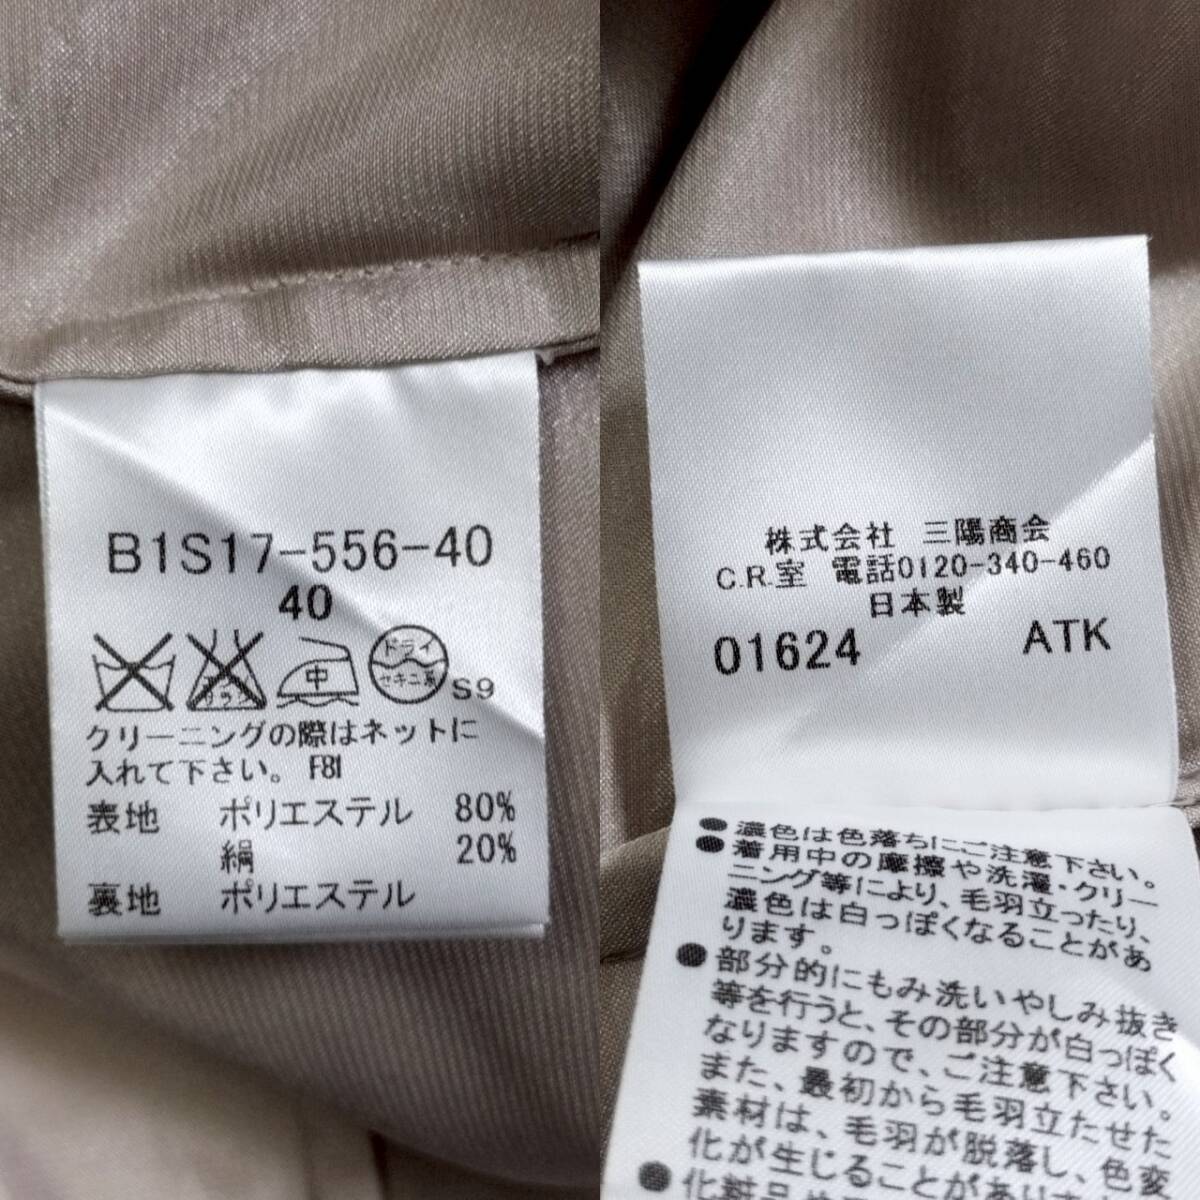 B1S17-556-40
40
中
ドライ
セキユ系
S9
クリーニングの際はネットに
入れて下さい。 F81
表地 ポリエステル 80%
絹 20%
裏地 ポリエステル
株式会社 三陽商会
C.R.室 電話0120-340-460
日本製
01624 ATK
●濃色は色落ちにご注意下さい。
●着用中の摩擦や洗濯・クリー
ニング等により、毛羽立ったり、
濃色は白っぽくなることがあ
ります。
●部分的にもみ洗いやしみ抜き
等を行うと、その部分が白っぽく
なりますので、ご注意下さい。
また、最初から毛羽立たせた
素材は、毛羽が脱落し、色変
化が生じることがあり
●化粧品や